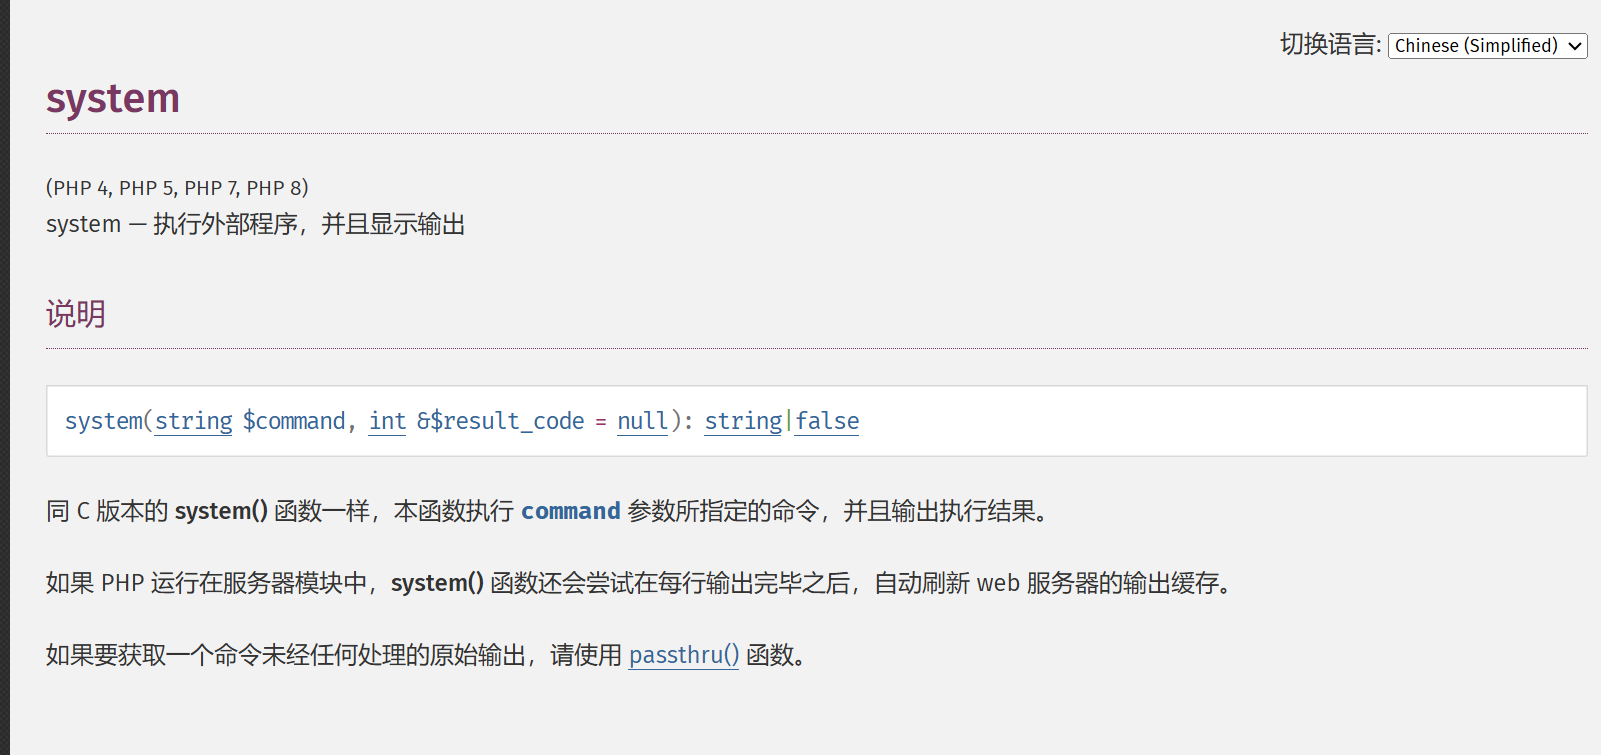 切换语言: Chinese (Simplified)
system
(PHP 4, PHP 5, PHP 7, PHP 8)
system — 执行外部程序，并且显示输出
说明
system(string $command, int &$result_code = null): string|false
同 C 版本的 system() 函数一样，本函数执行 command 参数所指定的命令，并且输出执行结果。
如果 PHP 运行在服务器模块中，system() 函数还会尝试在每行输出完毕之后，自动刷新 web 服务器的输出缓存。
如果要获取一个命令未经任何处理的原始输出，请使用 passthru() 函数。